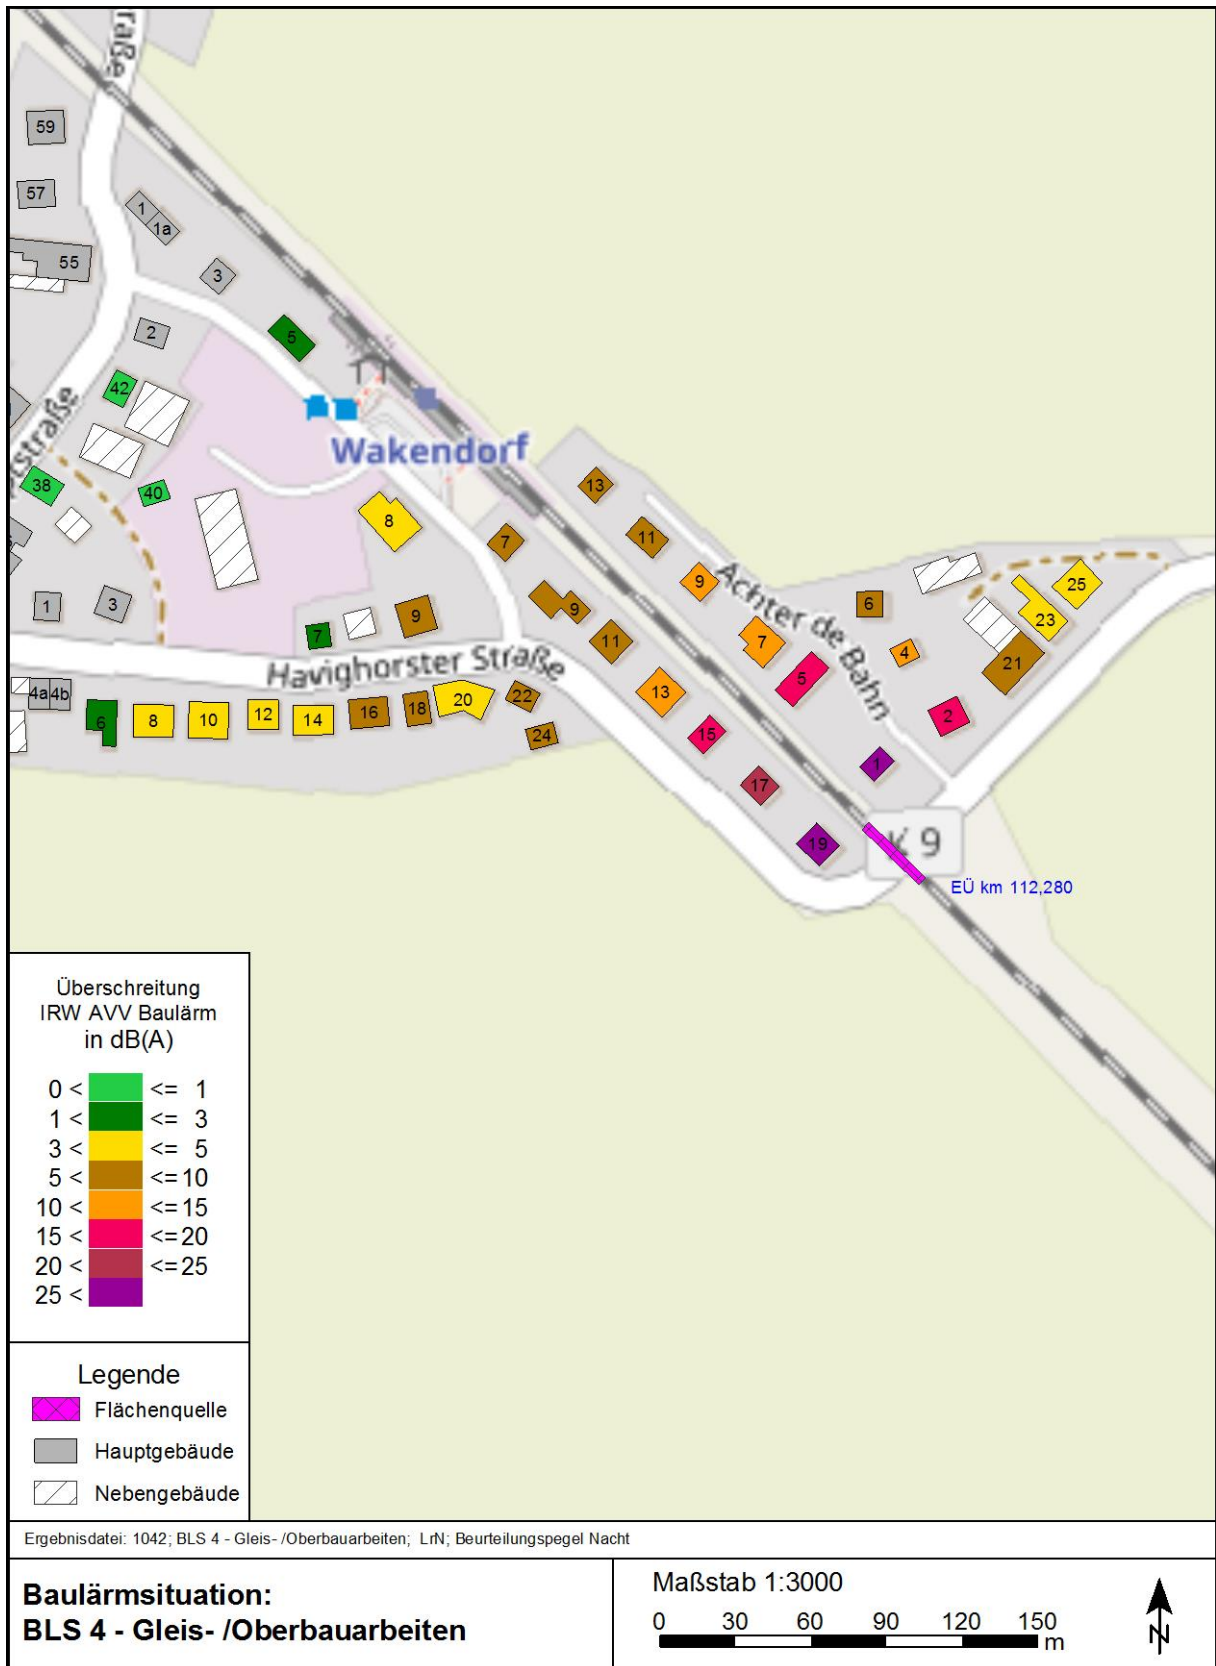 raße
59
57
1
1a
55
3
2
5
42
Wakendorf
tstraße
38
40
8
13
11
7
9
Achter de Bahn
6
25
23
1
3
9
9
11
7
7
4
21
Havighorster Straße
5
13
4a
4b
6
8
10
12
14
16
18
20
22
24
15
2
1
17
19
K 9
EÜ km 112,280
Überschreitung
IRW AVV Baulärm
in dB(A)
0 < <= 1
1 < <= 3
3 < <= 5
5 < <=10
10 < <=15
15 < <=20
20 < <=25
25 <
Legende
Flächenquelle
Hauptgebäude
Nebengebäude
Ergebnisdatei: 1042; BLS 4 - Gleis- /Oberbauarbeiten; LrN; Beurteilungspegel Nacht
Baulärmsituation:
BLS 4 - Gleis- /Oberbauarbeiten
Maßstab 1:3000
0 30 60 90 120 150
m
N